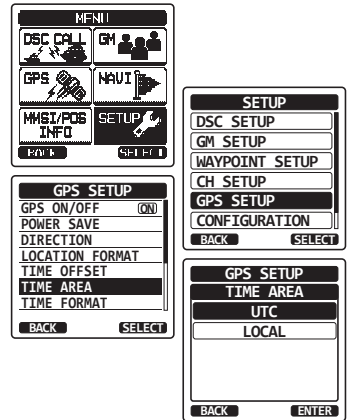 MENU
DSC CALL
GM
GPS
NAVI
MMSI/POS
INFO
SETUP
BACK
SELECT
SETUP
DSC SETUP
GM SETUP
WAYPOINT SETUP
CH SETUP
GPS SETUP
CONFIGURATION
BACK
SELECT
GPS SETUP
GPS ON/OFF ON
POWER SAVE
DIRECTION
LOCATION FORMAT
TIME OFFSET
TIME AREA
TIME FORMAT
BACK
SELECT
GPS SETUP
TIME AREA
UTC
LOCAL
BACK
ENTER